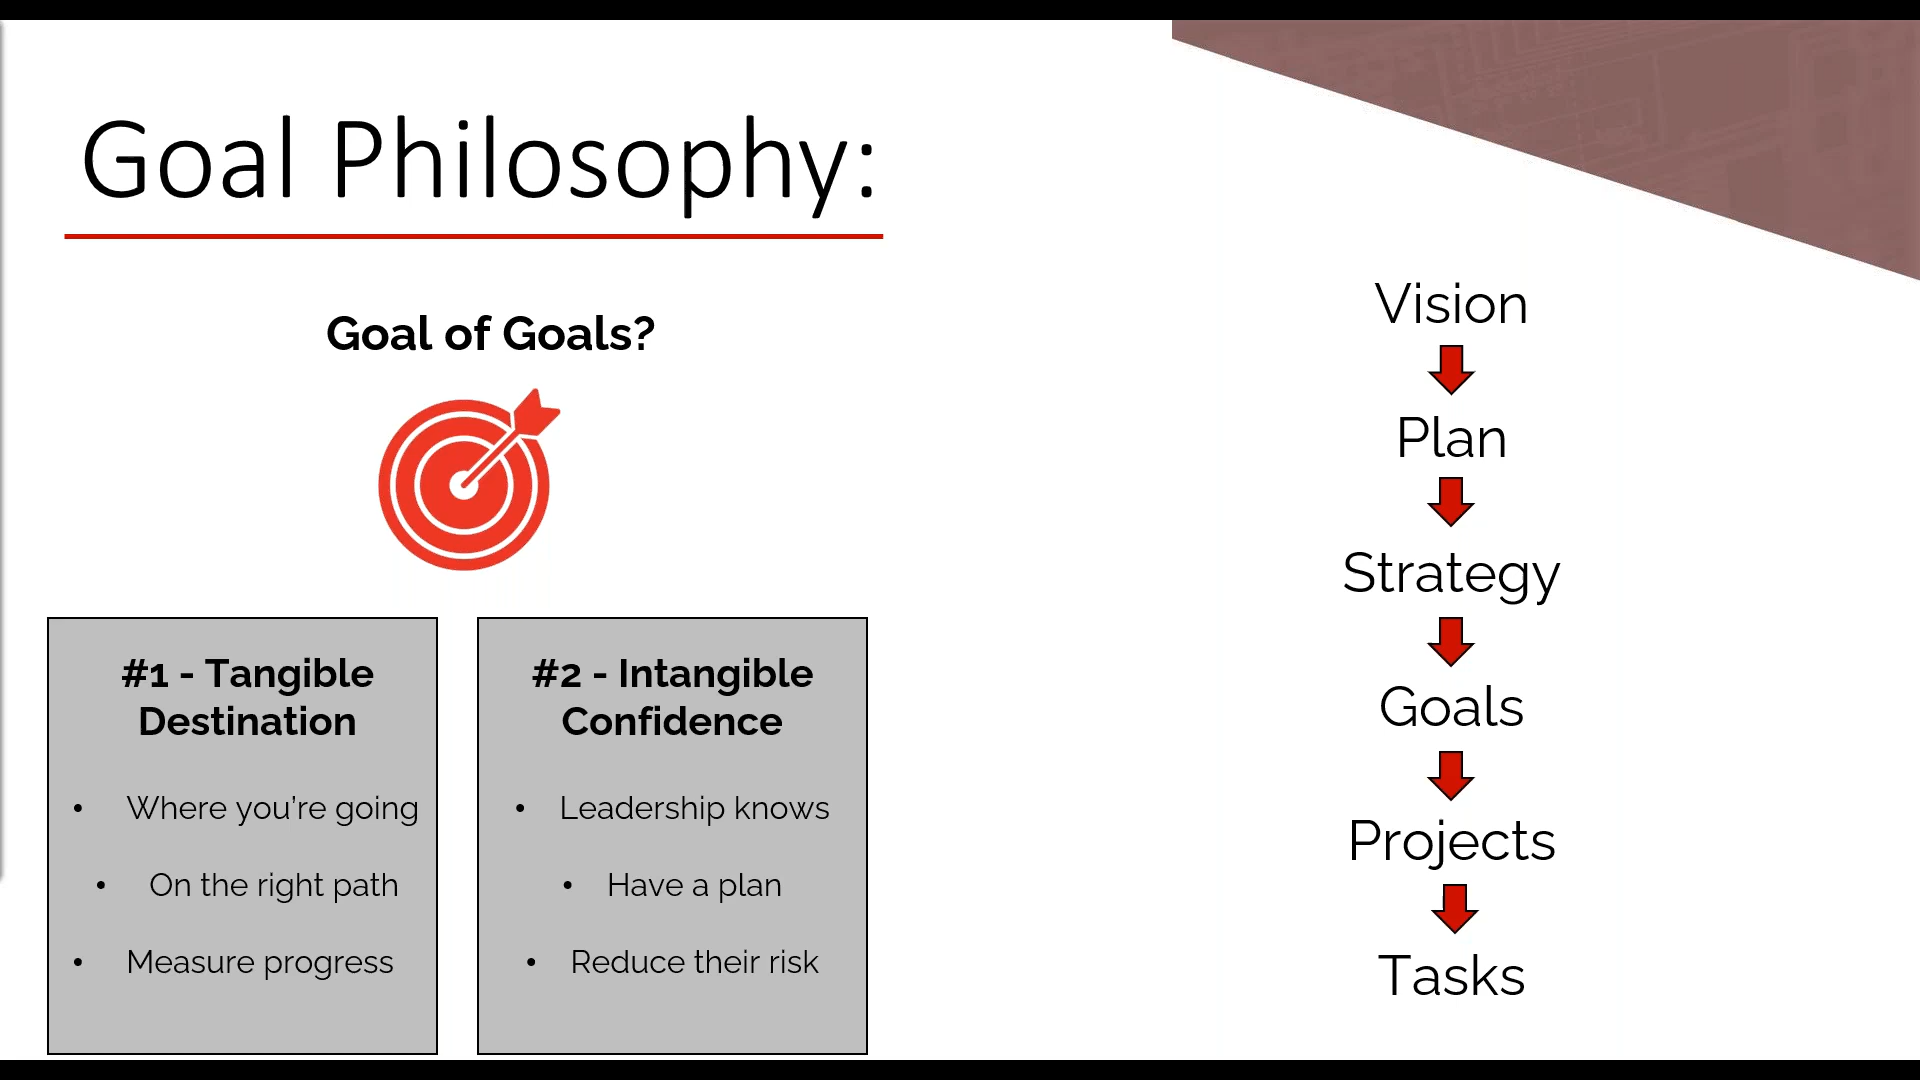 Goal Philosophy:
Goal of Goals?
#1 - Tangible
Destination
• Where you're going
• On the right path
• Measure progress
#2 - Intangible
Confidence
• Leadership knows
• Have a plan
• Reduce their risk
Vision
Plan
Strategy
Goals
Projects
Tasks